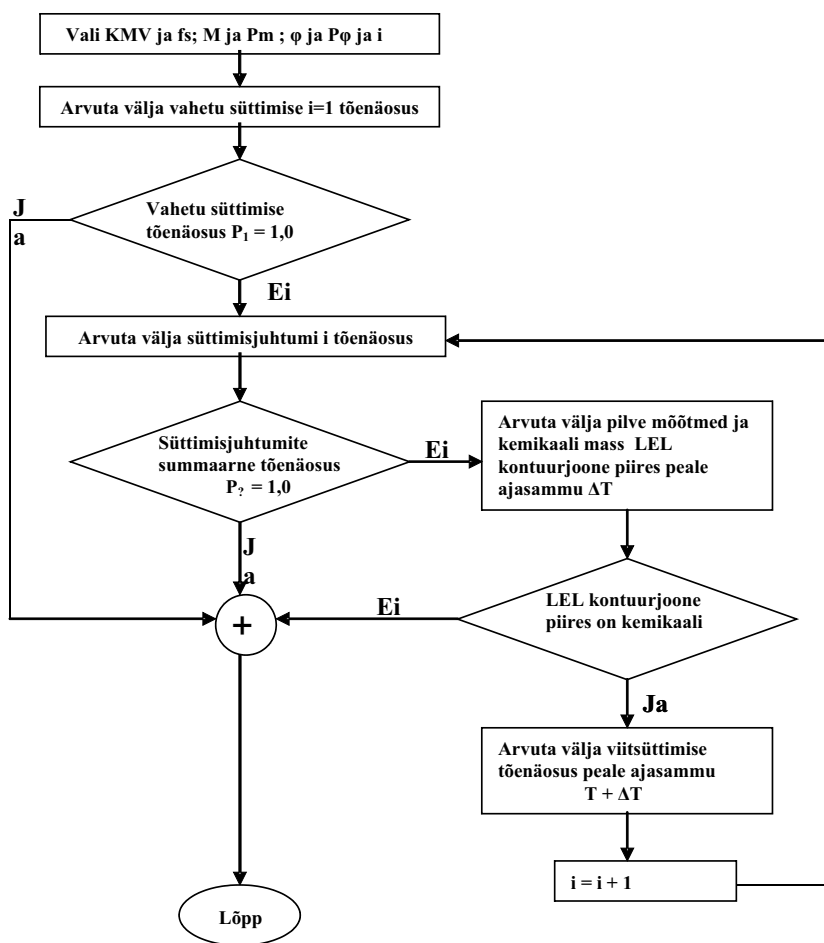 Vali KMV ja fs; M ja Pm ; φ ja Pφ ja i
Arvuta välja vahetu süttimise i=1 tõenäosus
Vahetu süttimise
tõenäosus P₁ = 1,0
J
a
Ei
Arvuta välja süttimisjuhtumi i tõenäosus
Süttimisjuhtumite
summaarne tõenäosus
P? = 1,0
Ei
Arvuta välja pilve mõõtmed ja
kemikaali mass LEL
kontuurjoone piires peale
ajasammu ΔT
J
a
+
Ei
LEL kontuurjoone
piires on kemikaali
Ja
Arvuta välja viitsüttimise
tõenäosus peale ajasammu
T + ΔT
i = i + 1
Lõpp